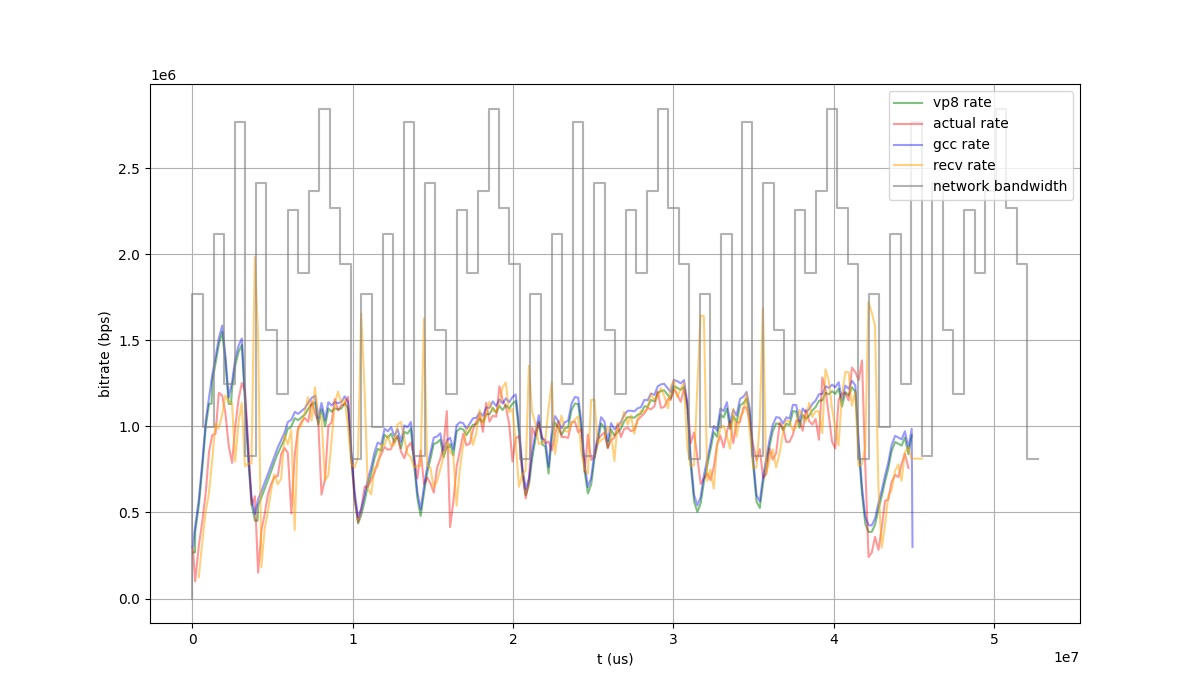 1e6
vp8 rate
actual rate
gcc rate
recv rate
network bandwidth
2.5
2.0
1.5
1.0
0.5
0.0
bitrate (bps)
0 1 2 3 4 5
t (us)
1e7